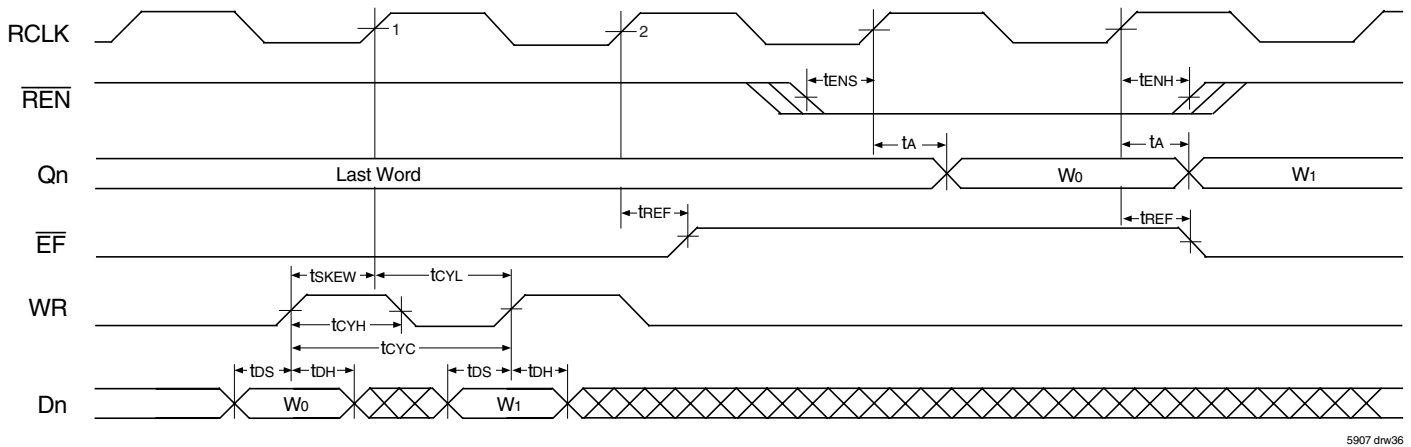 RCLK 1 2
tENS tENH
REN
tA tA
Qn Last Word W0 W1
tREF tREF
EF
tSKEW tCYL
WR
tCYH
tCYC
tDS tDH tDS tDH
Dn W0 W1
5907 drw36